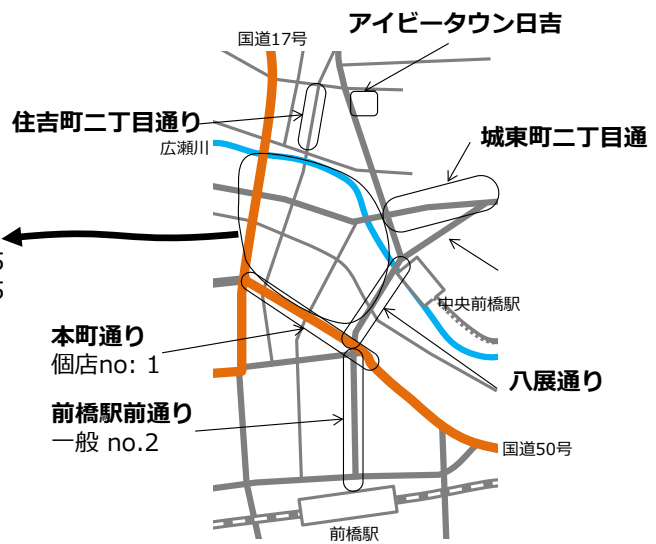 アイビータウン日吉
国道17号
住吉町二丁目通り
広瀬川
城東町二丁目通
中央前橋駅
本町通り
個店no: 1
八展通り
前橋駅前通り
一般 no.2
国道50号
前橋駅